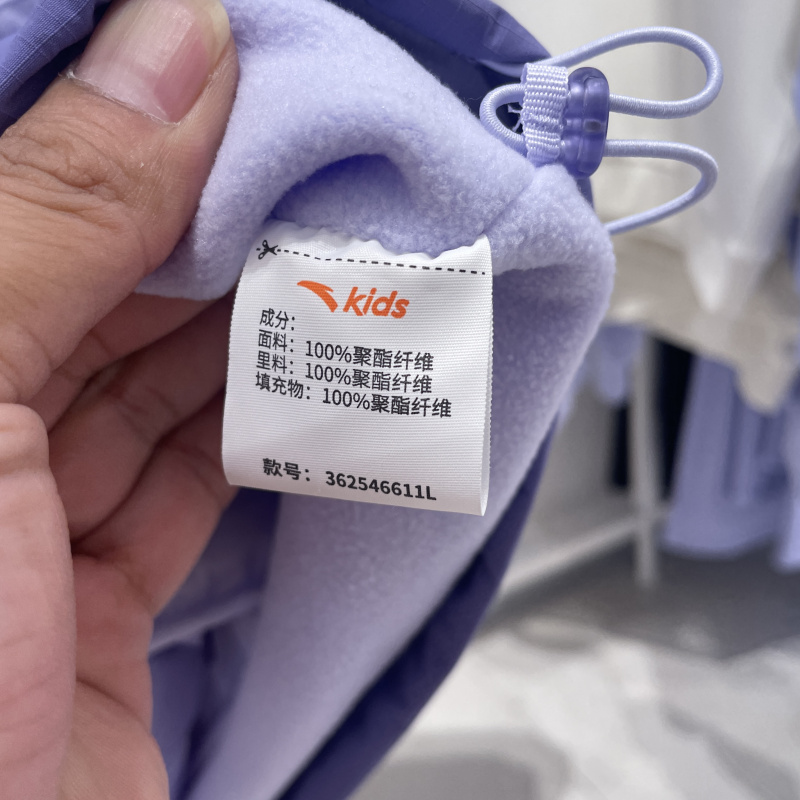 kids
成分：
面料：100%聚酯纤维
里料：100%聚酯纤维
填充物：100%聚酯纤维
款号：362546611L